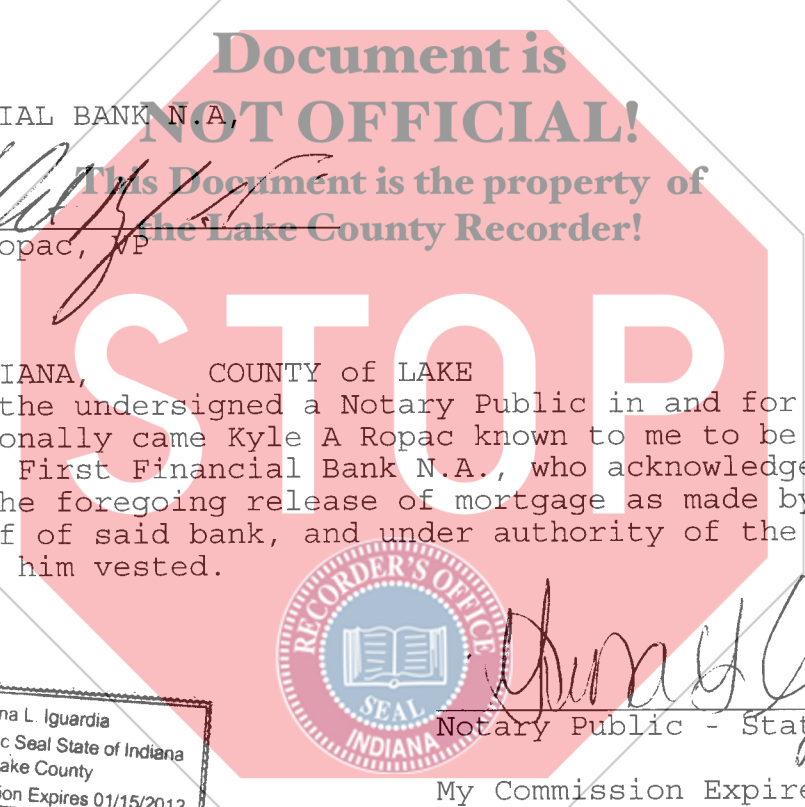 Document is
NOT OFFICIAL!
This Document is the property of
the Lake County Recorder!
IAL BANK N.A,
opac, VP
STOP
IANA, COUNTY of LAKE
the undersigned a Notary Public in and for
onally came Kyle A Ropac known to me to be
First Financial Bank N.A., who acknowledge
he foregoing release of mortgage as made by
f of said bank, and under authority of the
him vested.
RECORDER'S OFFICE
SEAL
INDIANA
na L. Iguardia
c Seal State of Indiana
ake County
ion Expires 01/15/2012
Notary Public - Stat
My Commission Expire